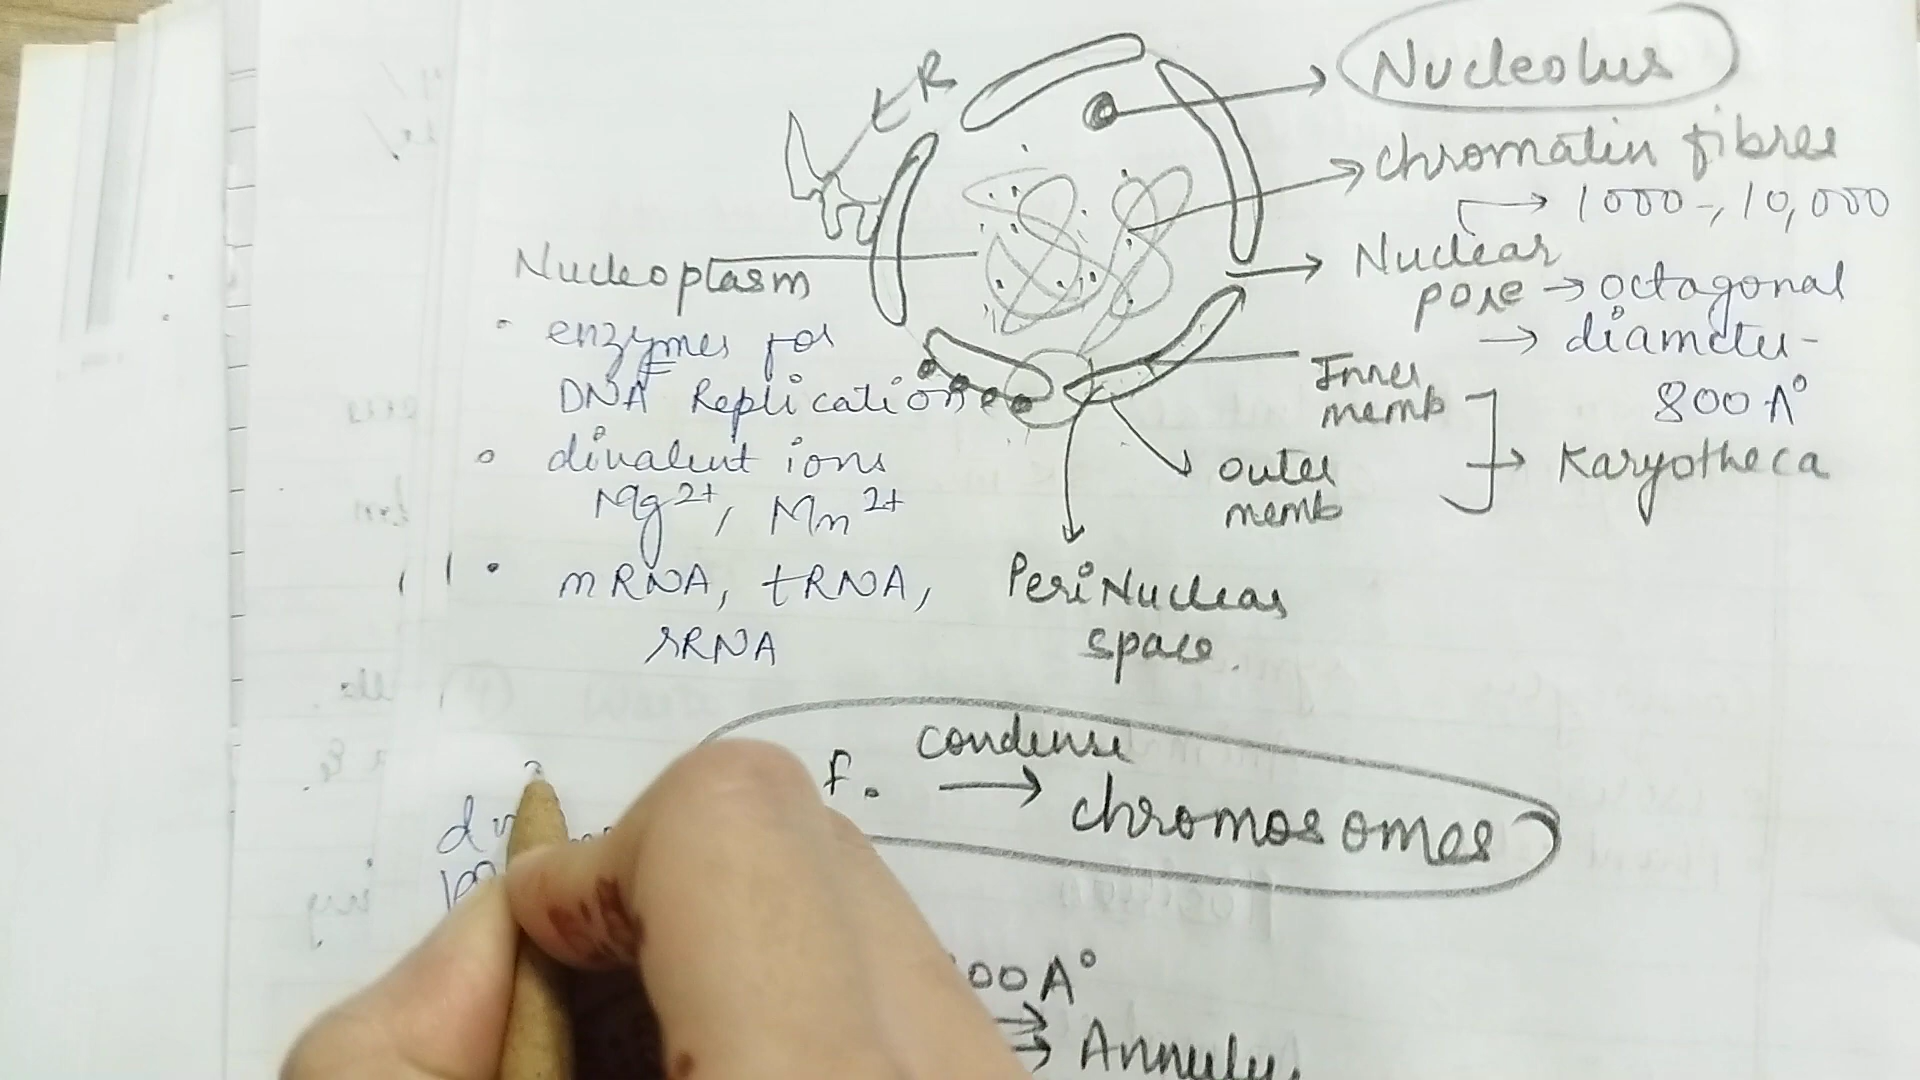 ER
Nucleolus
chromatin fibres
→ 1000-, 10,000
Nuclear
pore → octagonal
→ diameter-
800 A°
Nucleoplasm
• enzymes for
DNA Replication
• divalent ions
Mg2+, Mn2+
• mRNA, tRNA,
rRNA
Inner
memb
outer
memb
→ Karyotheca
PeriNuclear
space.
condense
f. → chromosomes
00A°